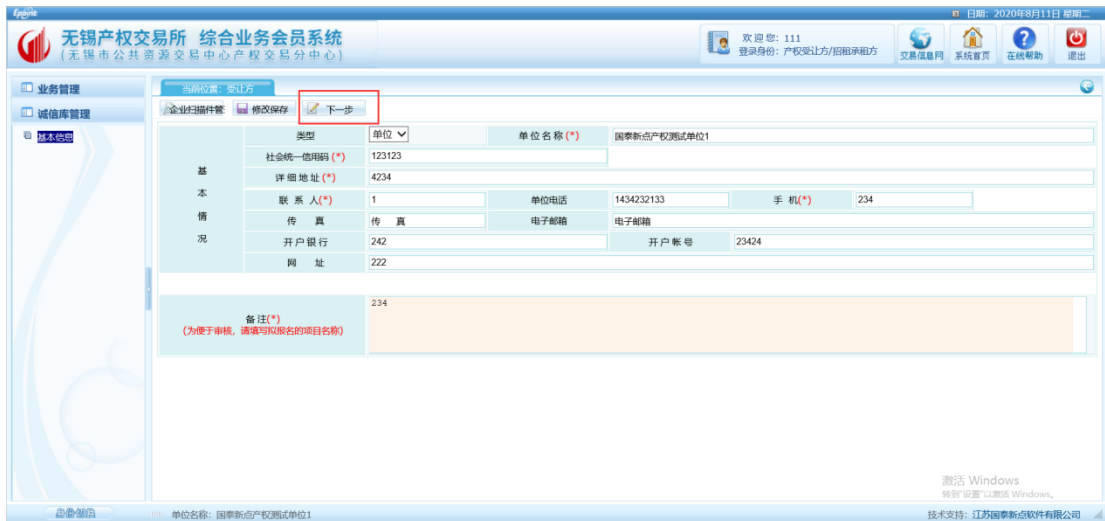 Epoint
日期：2020年8月11日 星期二
无锡产权交易所 综合业务会员系统
(无锡市公共资源交易中心产权交易分中心)
欢迎您：111
登录身份：产权受让方/招租承租方
交易信息网 系统首页 在线帮助 退出
业务管理
诚信库管理
基本信息
当前位置：受让方
企业扫描件管 修改保存 下一步
基本情况
类型 单位 单位名称(*) 国泰新点产权测试单位1
社会统一信用码(*) 123123
详细地址(*) 4234
联系人(*) 1 单位电话 1434232133 手机(*) 234
传 真 传 真 电子邮箱 电子邮箱
开户银行 242 开户帐号 23424
网 址 222
备注(*) 234
(为便于审核，请填写拟报名的项目名称)
激活 Windows
转到"设置"以激活 Windows。
单位名称：国泰新点产权测试单位1
技术支持：江苏国泰新点软件有限公司